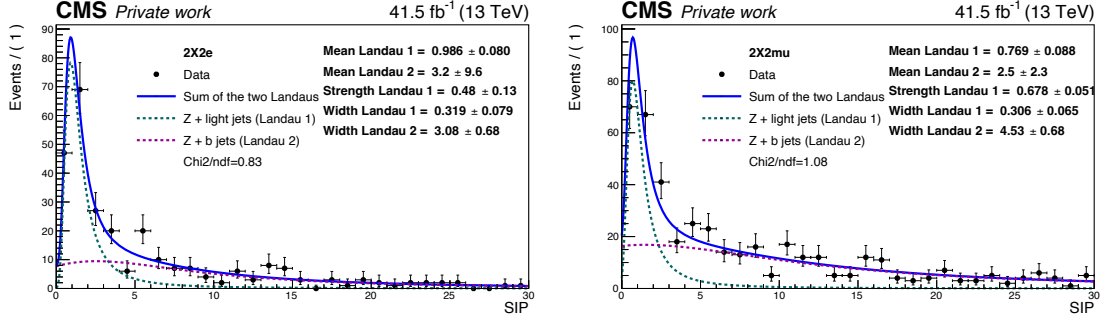 CMS Private work 41.5 fb⁻¹ (13 TeV)
Events / ( 1 )
90
80
70
60
50
40
30
20
10
0
2X2e
Data
Sum of the two Landaus
Z + light jets (Landau 1)
Z + b jets (Landau 2)
Chi2/ndf=0.83
Mean Landau 1 = 0.986 ± 0.080
Mean Landau 2 = 3.2 ± 9.6
Strength Landau 1 = 0.48 ± 0.13
Width Landau 1 = 0.319 ± 0.079
Width Landau 2 = 3.08 ± 0.68
0 5 10 15 20 25 30
SIP
CMS Private work 41.5 fb⁻¹ (13 TeV)
Events / ( 1 )
100
80
60
40
20
0
2X2mu
Data
Sum of the two Landaus
Z + light jets (Landau 1)
Z + b jets (Landau 2)
Chi2/ndf=1.08
Mean Landau 1 = 0.769 ± 0.088
Mean Landau 2 = 2.5 ± 2.3
Strength Landau 1 = 0.678 ± 0.051
Width Landau 1 = 0.306 ± 0.065
Width Landau 2 = 4.53 ± 0.68
0 5 10 15 20 25 30
SIP